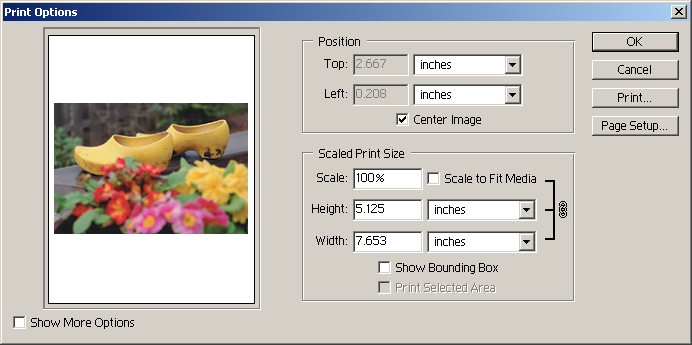 Print Options
Position
Top: 2.667 inches
Left: 0.208 inches
Center Image
Scaled Print Size
Scale: 100% Scale to Fit Media
Height: 5.125 inches
Width: 7.653 inches
Show Bounding Box
Print Selected Area
OK
Cancel
Print...
Page Setup...
Show More Options